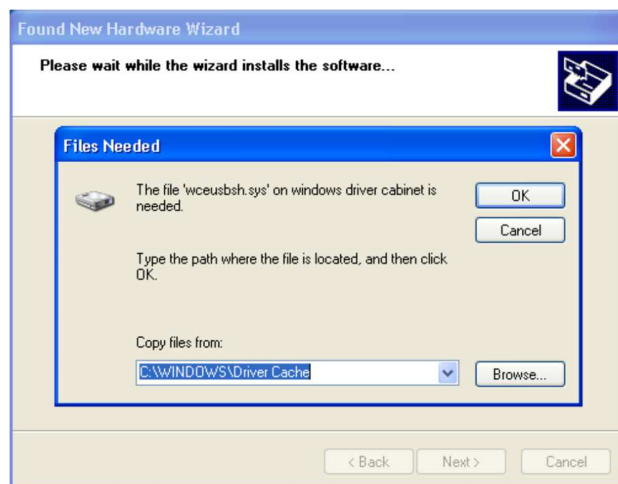 Found New Hardware Wizard
Please wait while the wizard installs the software...
Files Needed
The file 'wceusbsh.sys' on windows driver cabinet is
needed.
OK
Cancel
Type the path where the file is located, and then click
OK.
Copy files from:
C:\WINDOWS\Driver Cache
Browse...
< Back
Next >
Cancel